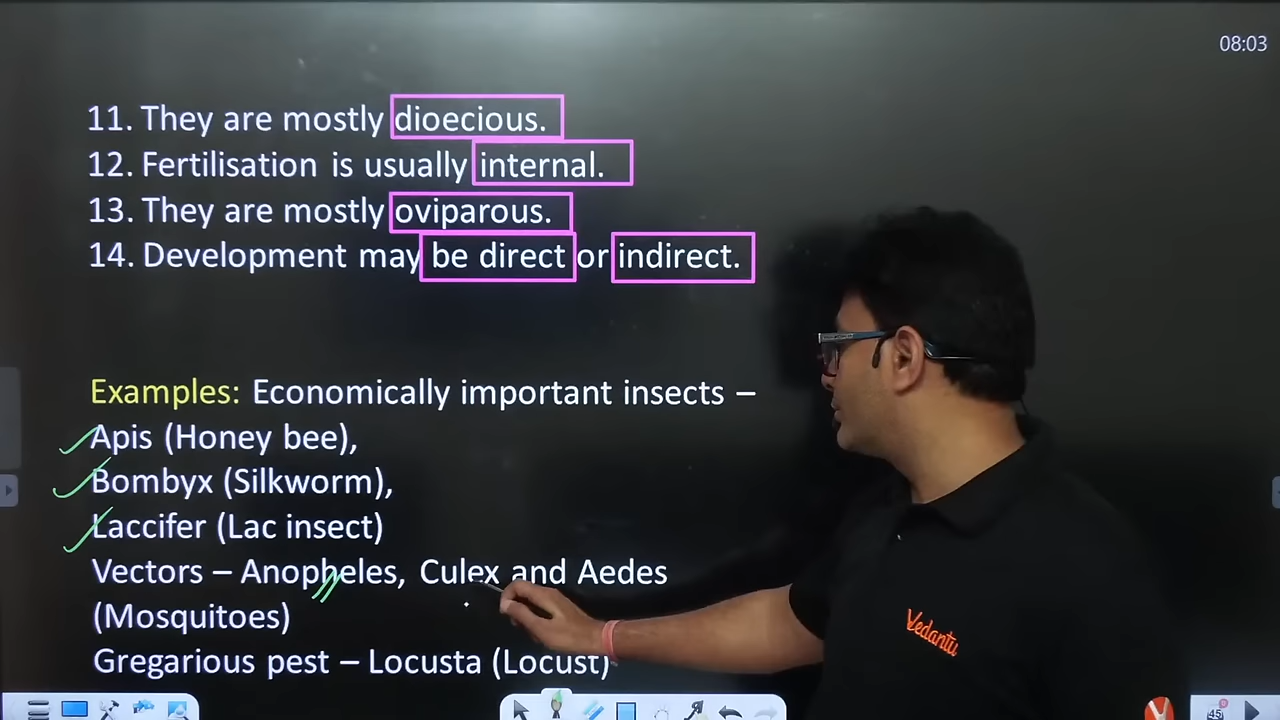 08:03
11. They are mostly dioecious.
12. Fertilisation is usually internal.
13. They are mostly oviparous.
14. Development may be direct or indirect.
Examples: Economically important insects –
Apis (Honey bee),
Bombyx (Silkworm),
Laccifer (Lac insect)
Vectors – Anopheles, Culex and Aedes
(Mosquitoes)
Gregarious pest – Locusta (Locust)
Vedantu
45